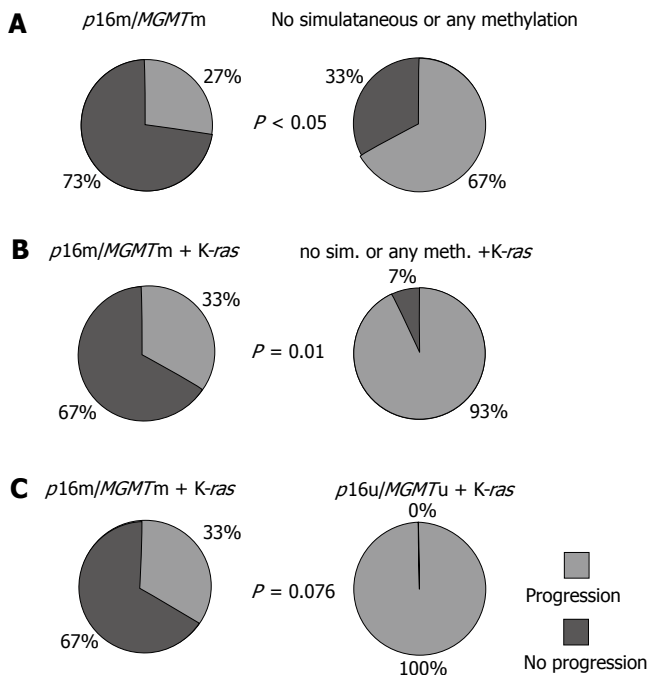 A
p16m/MGMTm
No simulataneous or any methylation
27%
73%
P < 0.05
33%
67%
B
p16m/MGMTm + K-ras
no sim. or any meth. +K-ras
33%
67%
P = 0.01
7%
93%
C
p16m/MGMTm + K-ras
p16u/MGMTu + K-ras
33%
67%
P = 0.076
0%
100%
Progression
No progression